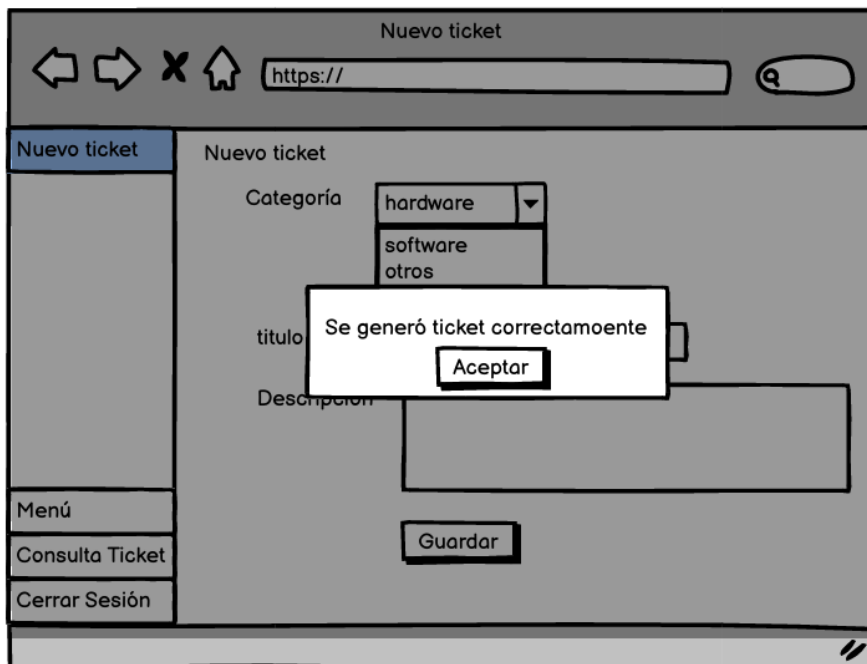 Nuevo ticket
https://
Nuevo ticket
Nuevo ticket
Categoría
hardware
software
otros
titulo
Se generó ticket correctamoente
Aceptar
Descripción
Guardar
Menú
Consulta Ticket
Cerrar Sesión